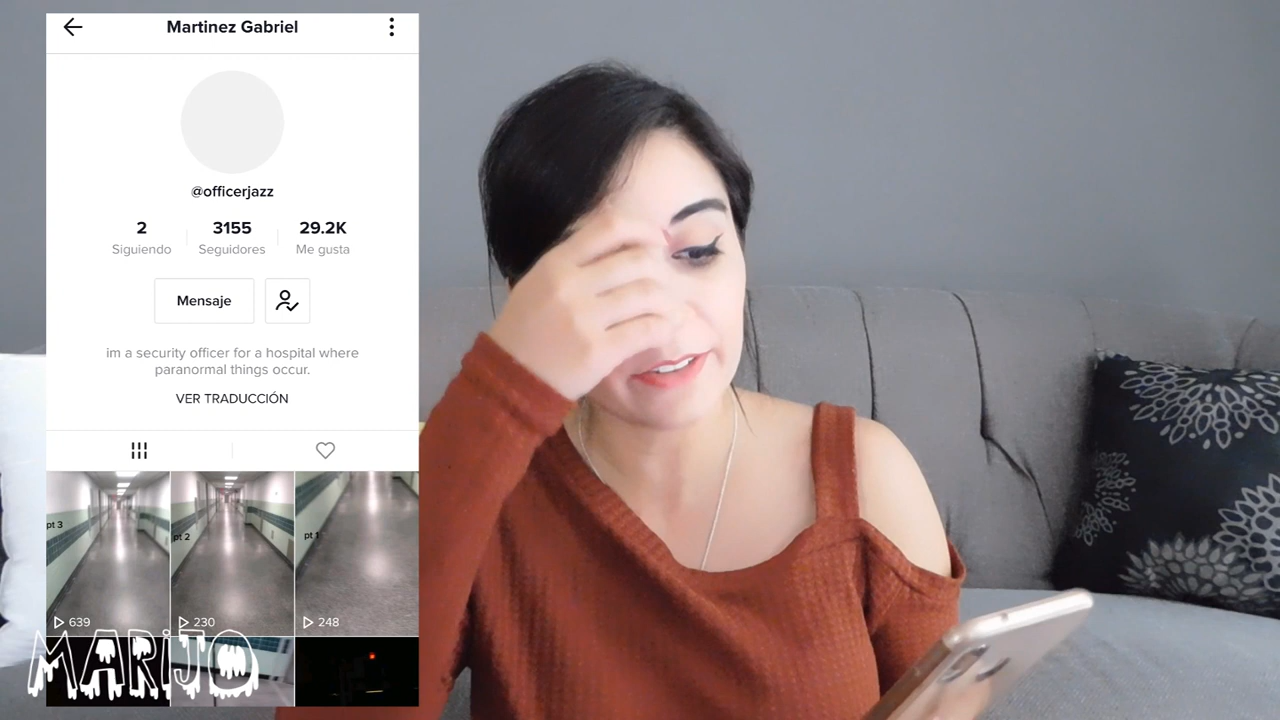 Martinez Gabriel
@officerjazz
2 3155 29.2K
Siguiendo Seguidores Me gusta
Mensaje
im a security officer for a hospital where
paranormal things occur.
VER TRADUCCIÓN
pt 3 pt 2 pt 1
639 230 248
MARiJO